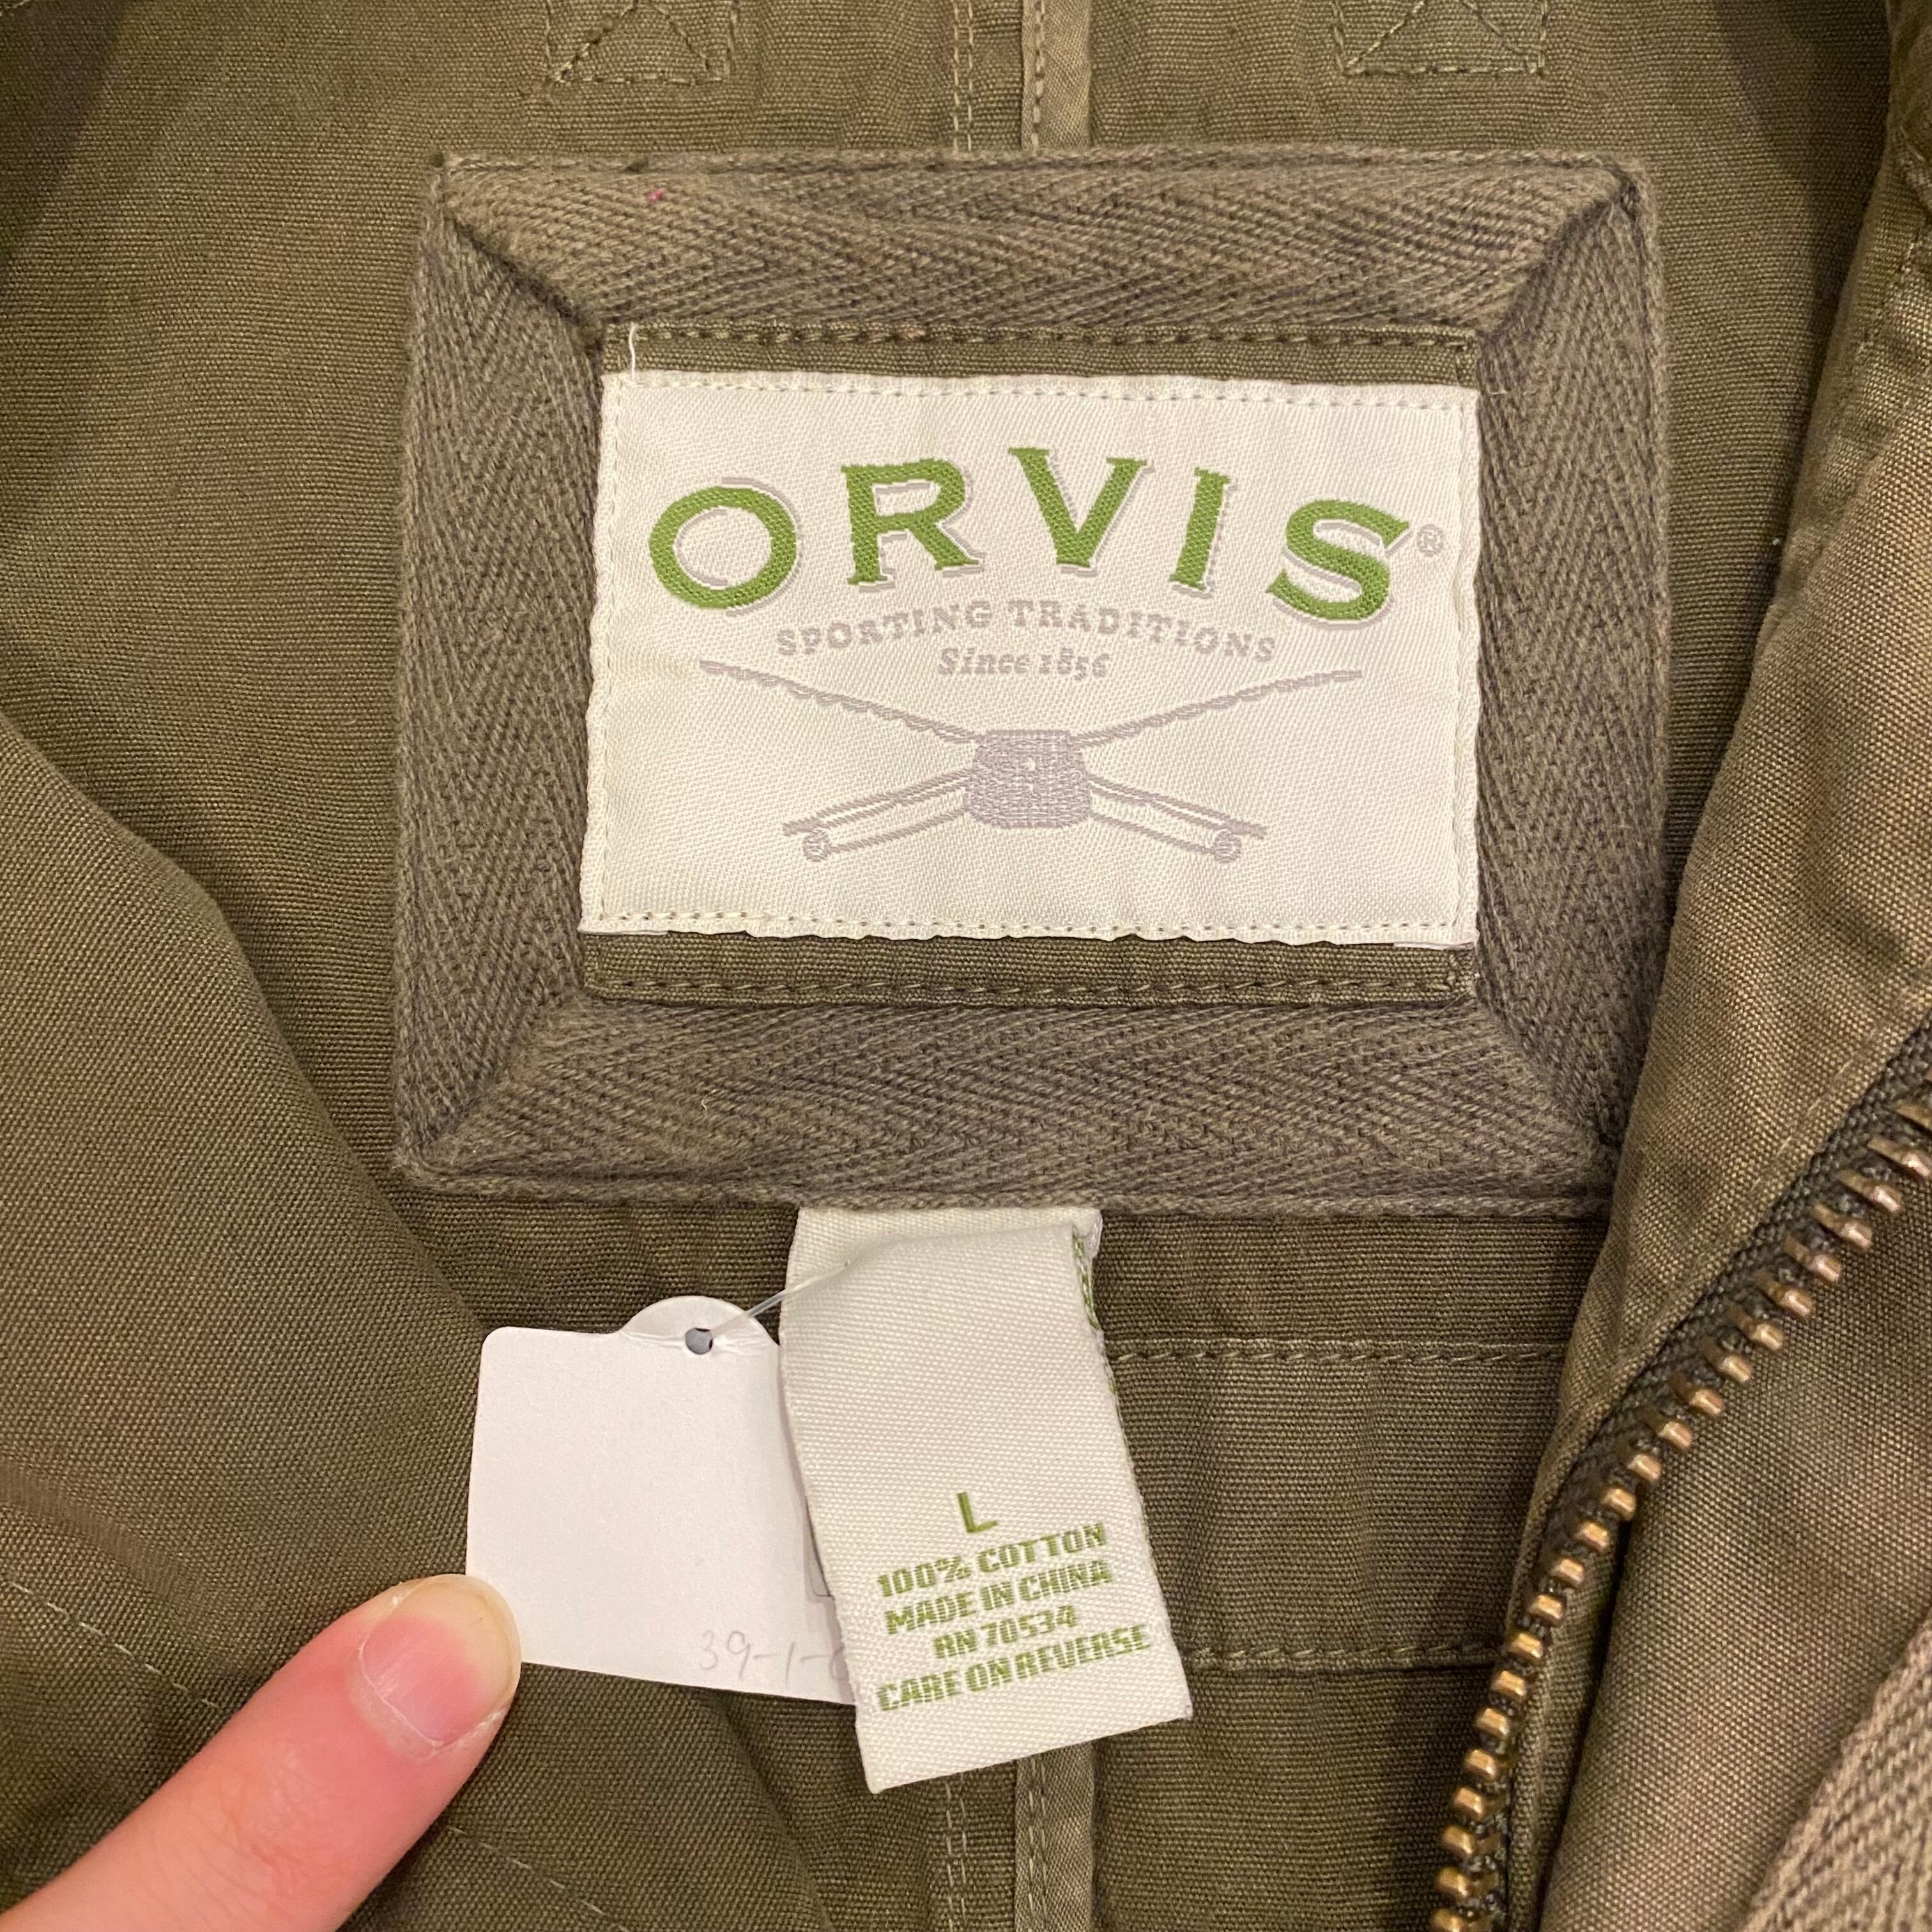 ORVIS®
SPORTING TRADITIONS
Since 1856
L
100% COTTON
MADE IN CHINA
RN 70534
CARE ON REVERSE